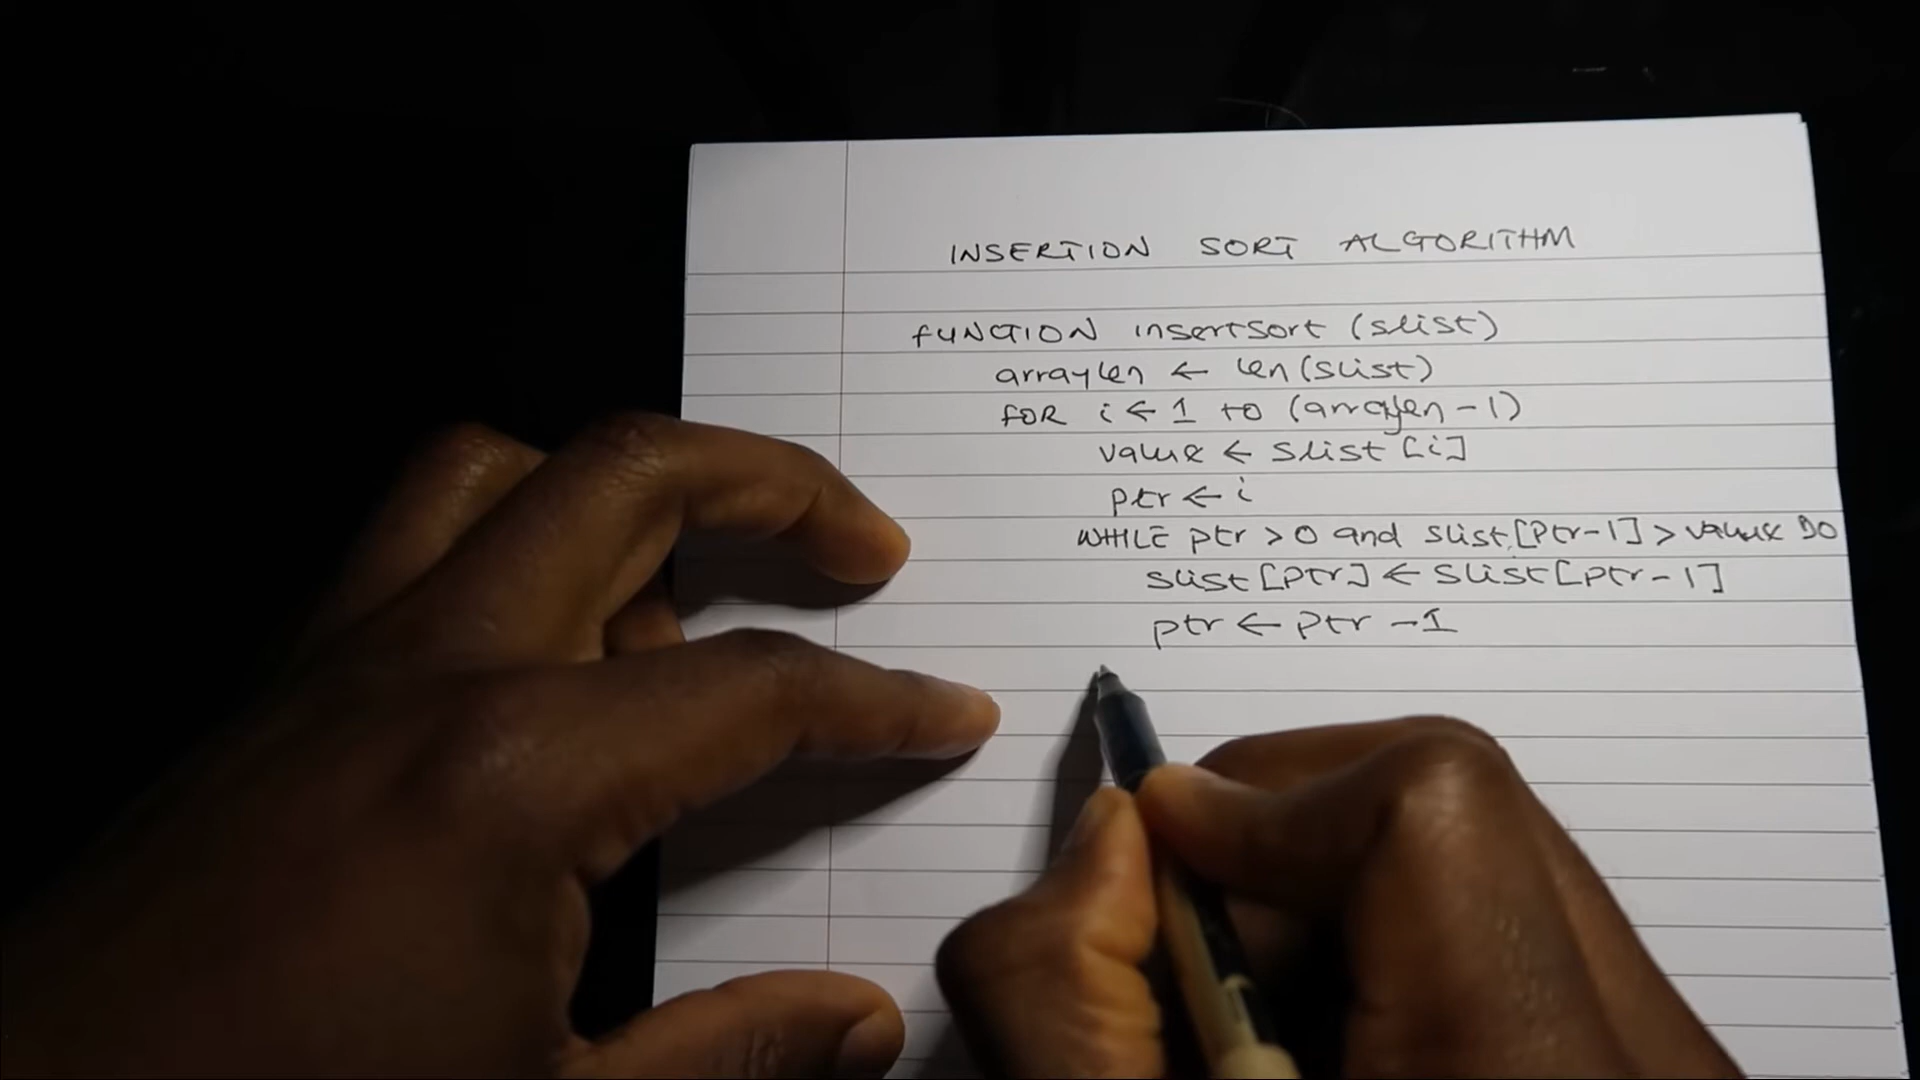 INSERTION SORT ALGORITHM
FUNCTION insertsort (slist)
arraylen ← len(slist)
FOR i ← 1 to (arraylen - 1)
value ← slist [i]
ptr ← i
WHILE ptr > 0 and slist [Ptr-1] > value DO
slist [ptr] ← slist [ptr - 1]
ptr ← ptr - 1